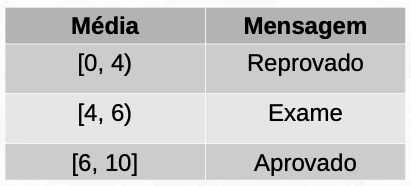 Média Mensagem
[0, 4) Reprovado
[4, 6) Exame
[6, 10] Aprovado